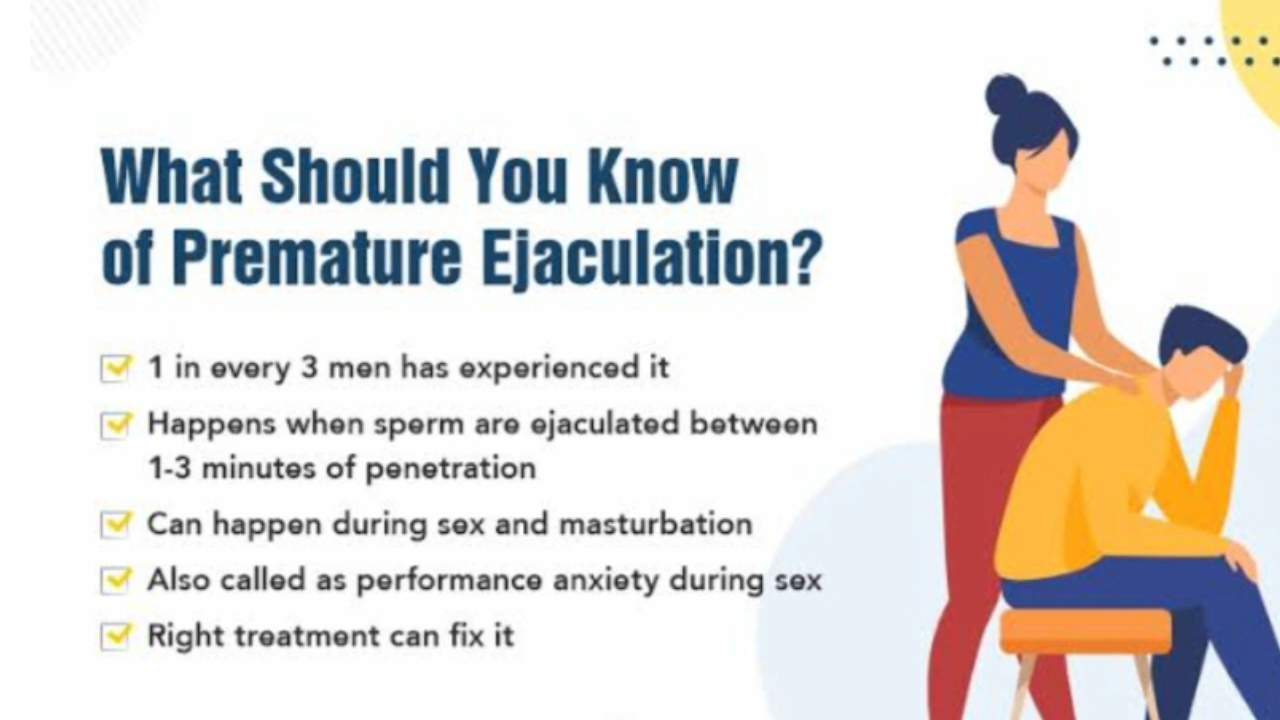 What Should You Know
of Premature Ejaculation?
1 in every 3 men has experienced it
Happens when sperm are ejaculated between
1-3 minutes of penetration
Can happen during sex and masturbation
Also called as performance anxiety during sex
Right treatment can fix it